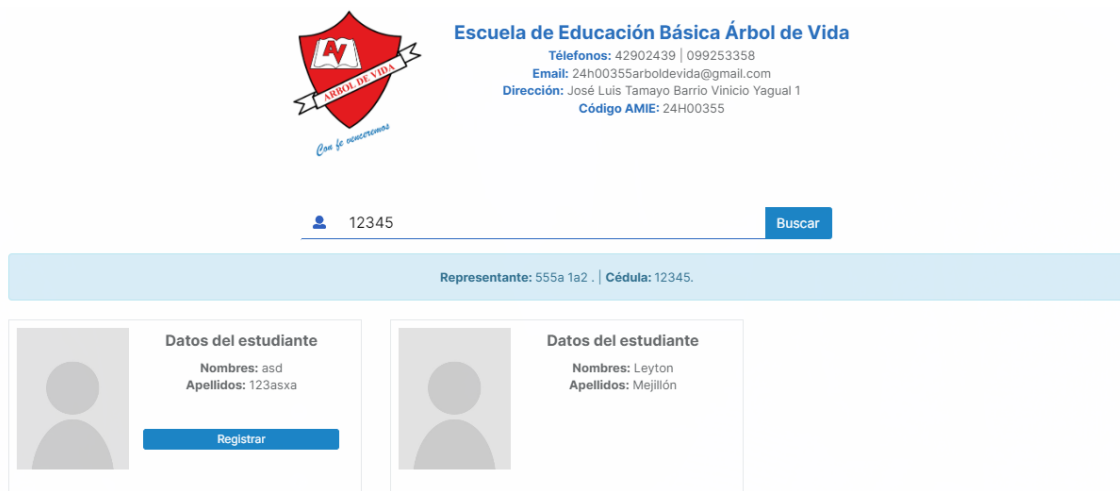 AV
ARBOL DE VIDA
Con fe venceremos
Escuela de Educación Básica Árbol de Vida
Télefonos: 42902439 | 099253358
Email: 24h00355arboldevida@gmail.com
Dirección: José Luis Tamayo Barrio Vinicio Yagual 1
Código AMIE: 24H00355
12345
Buscar
Representante: 555a 1a2 . | Cédula: 12345.
Datos del estudiante
Nombres: asd
Apellidos: 123asxa
Registrar
Datos del estudiante
Nombres: Leyton
Apellidos: Mejillón